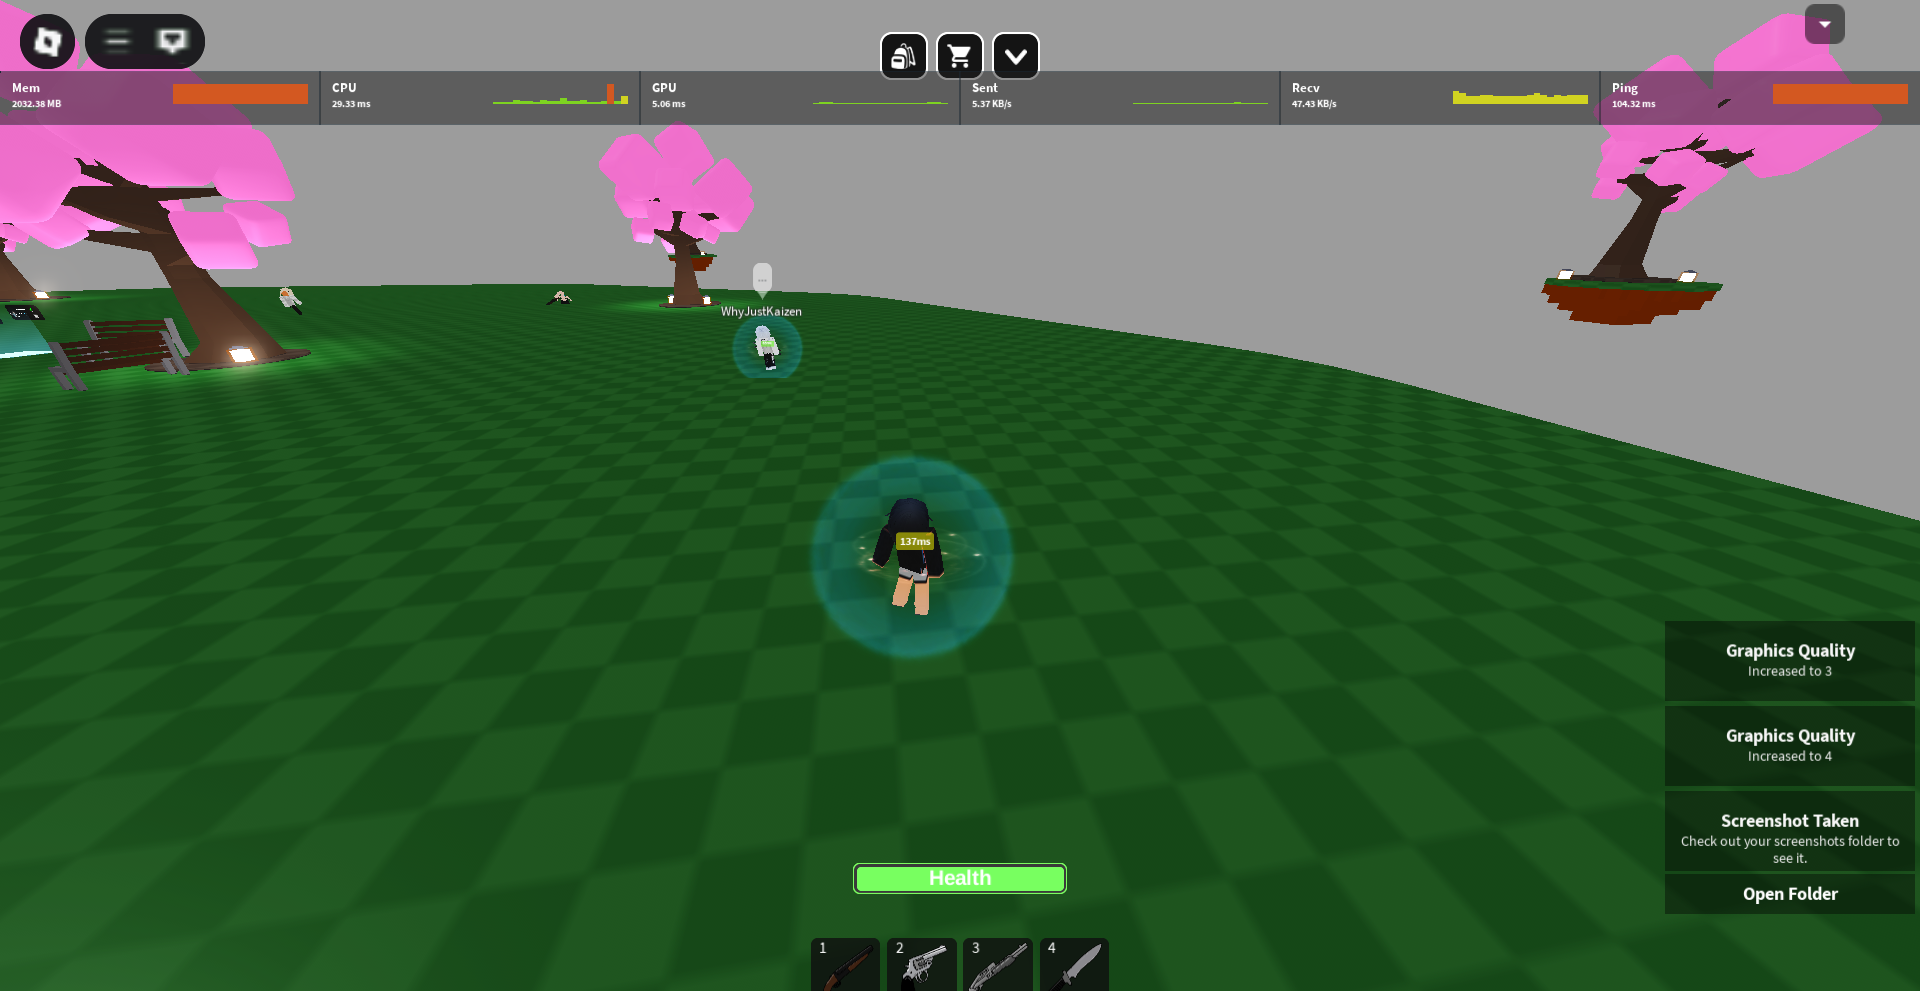 Mem
2032.38 MB
CPU
29.33 ms
GPU
5.06 ms
Sent
5.37 KB/s
Recv
47.43 KB/s
Ping
104.32 ms
...
WhyJustKaizen
137ms
Graphics Quality
Increased to 3
Graphics Quality
Increased to 4
Screenshot Taken
Check out your screenshots folder to
see it.
Open Folder
Health
1
2
3
4